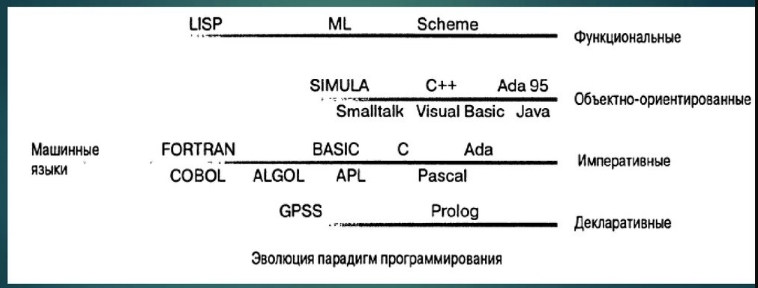 LISP ML Scheme
Функциональные
SIMULA C++ Ada 95
Объектно-ориентированные
Smalltalk Visual Basic Java
Машинные языки
FORTRAN BASIC C Ada
Императивные
COBOL ALGOL APL Pascal
GPSS Prolog
Декларативные
Эволюция парадигм программирования